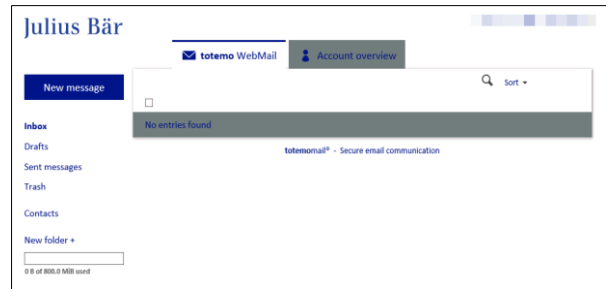 Julius Bär
totemo WebMail
Account overview
New message
Sort
No entries found
Inbox
Drafts
Sent messages
Trash
Contacts
New folder +
0 B of 800.0 MiB used
totemomail® - Secure email communication